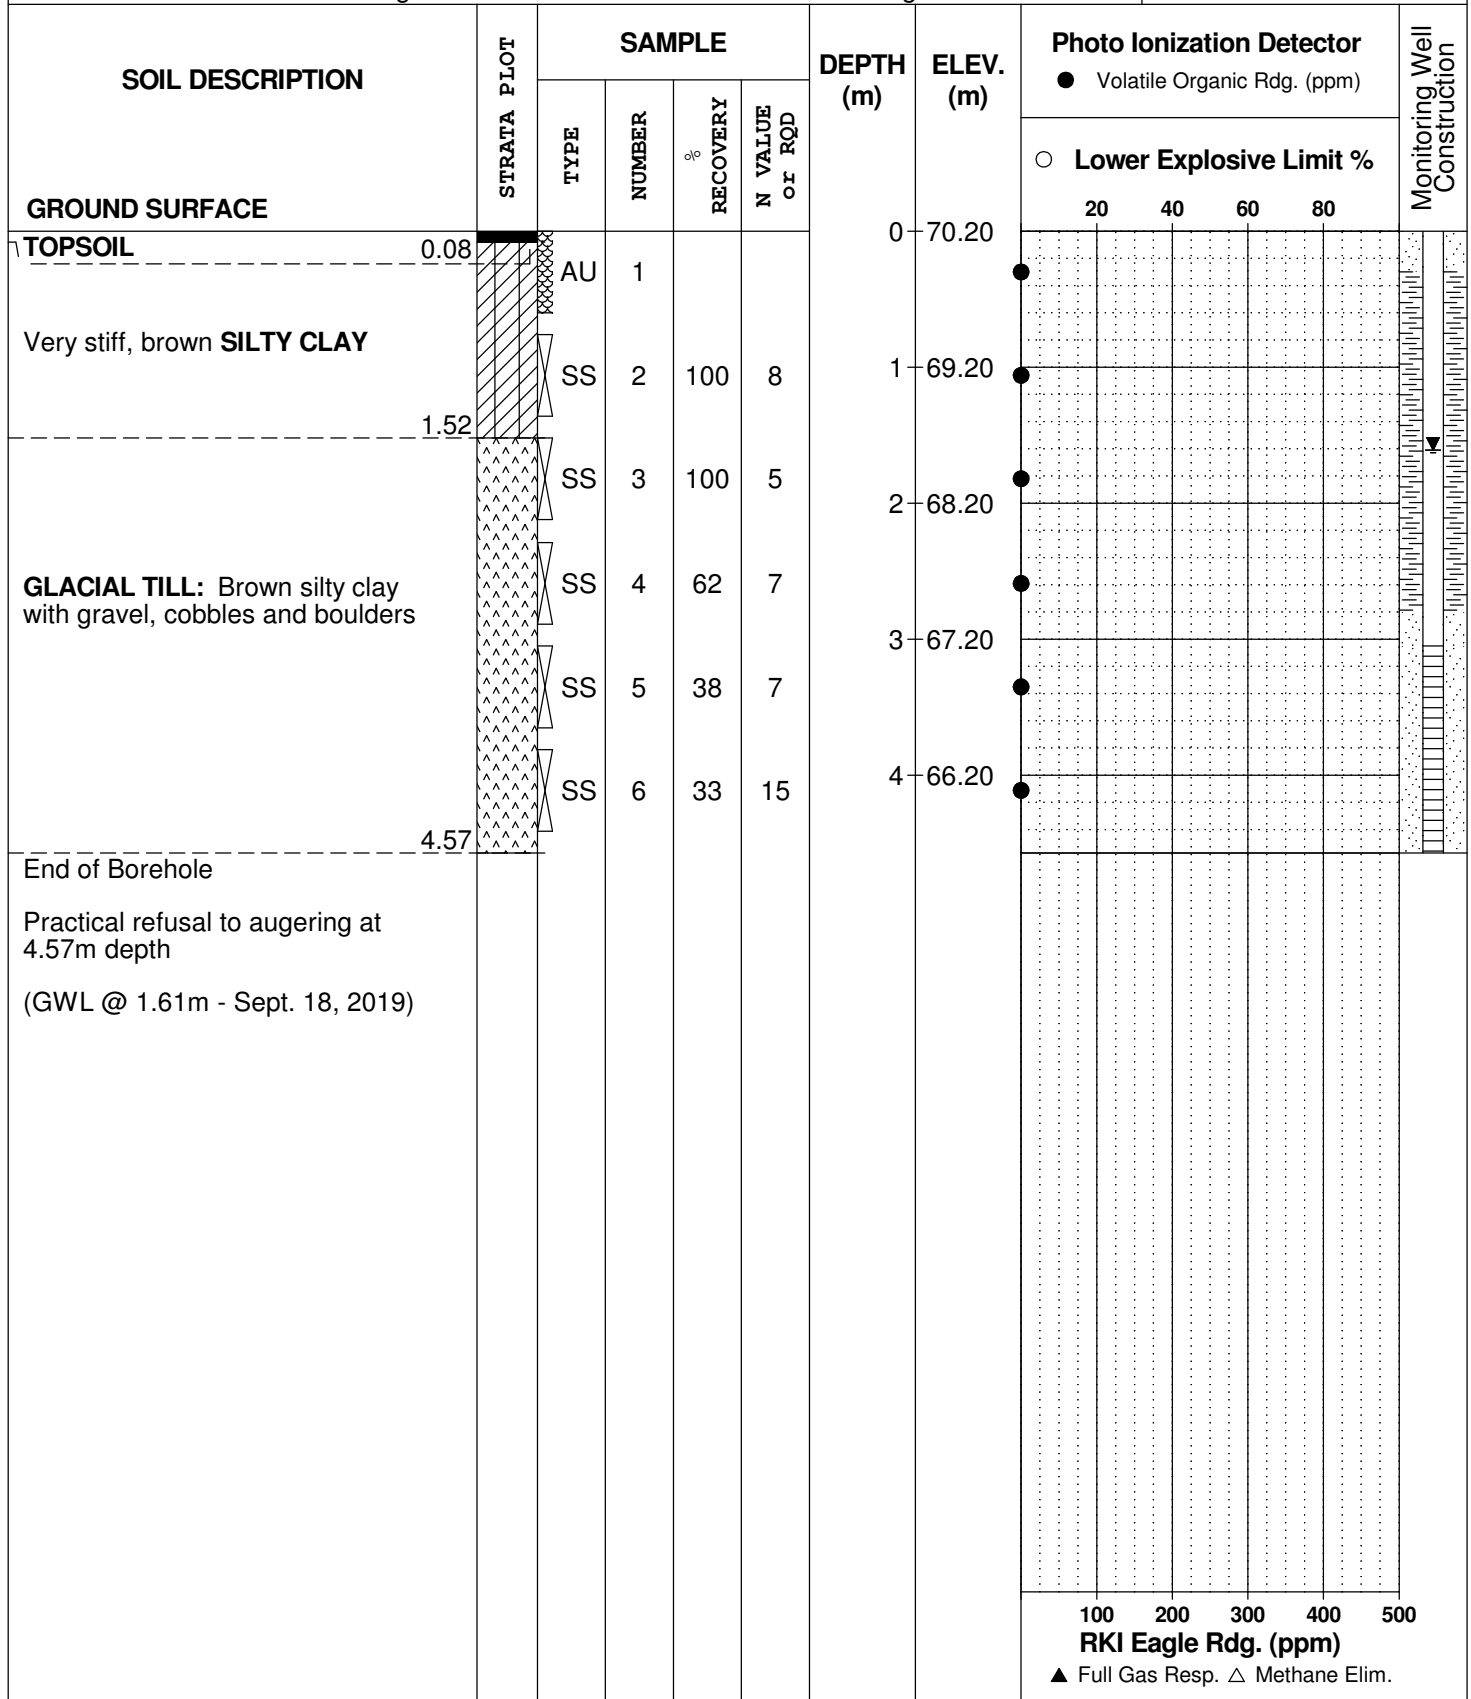 SOIL DESCRIPTION
GROUND SURFACE
STRATA PLOT
SAMPLE
TYPE
NUMBER
%
RECOVERY
N VALUE
or RQD
DEPTH
(m)
ELEV.
(m)
Photo Ionization Detector
● Volatile Organic Rdg. (ppm)
○ Lower Explosive Limit %
20 40 60 80
Monitoring Well
Construction
0 70.20
TOPSOIL 0.08
AU 1
Very stiff, brown SILTY CLAY
1 69.20
SS 2 100 8
1.52
SS 3 100 5
2 68.20
GLACIAL TILL: Brown silty clay
with gravel, cobbles and boulders
SS 4 62 7
3 67.20
SS 5 38 7
4 66.20
SS 6 33 15
4.57
End of Borehole
Practical refusal to augering at
4.57m depth
(GWL @ 1.61m - Sept. 18, 2019)
100 200 300 400 500
RKI Eagle Rdg. (ppm)
▲ Full Gas Resp. △ Methane Elim.